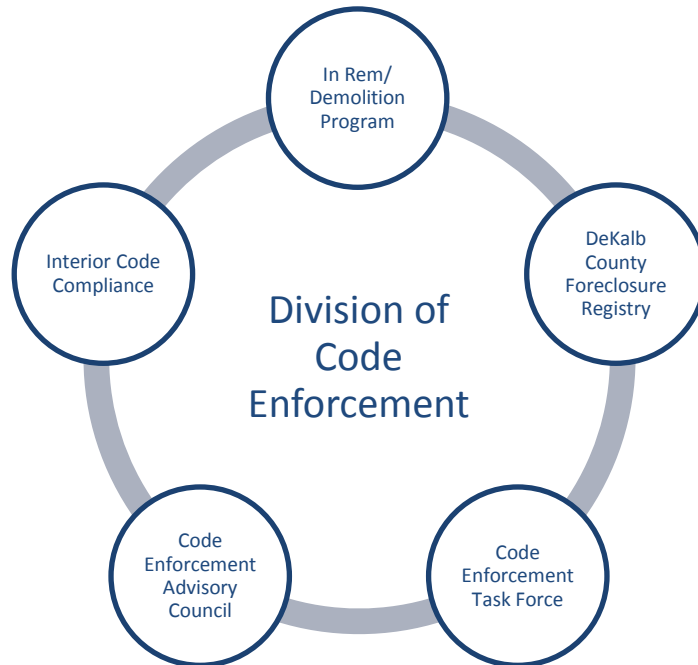 In Rem/
Demolition
Program
DeKalb
County
Foreclosure
Registry
Interior Code
Compliance
Division of
Code
Enforcement
Code
Enforcement
Advisory
Council
Code
Enforcement
Task Force